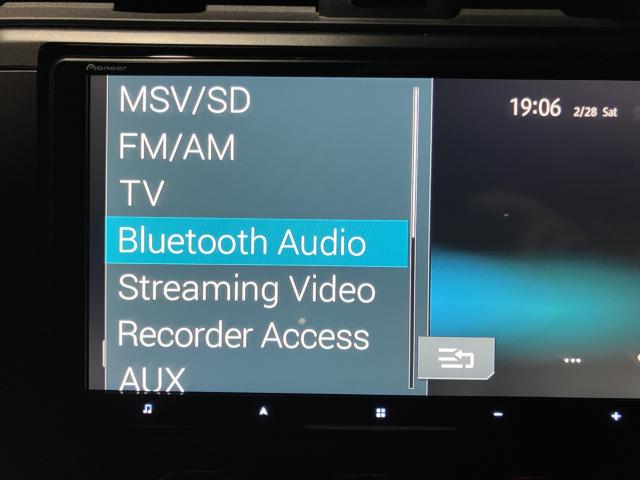 Pioneer
MSV/SD
FM/AM
TV
Bluetooth Audio
Streaming Video
Recorder Access
AUX
19:06 2/28 Sat